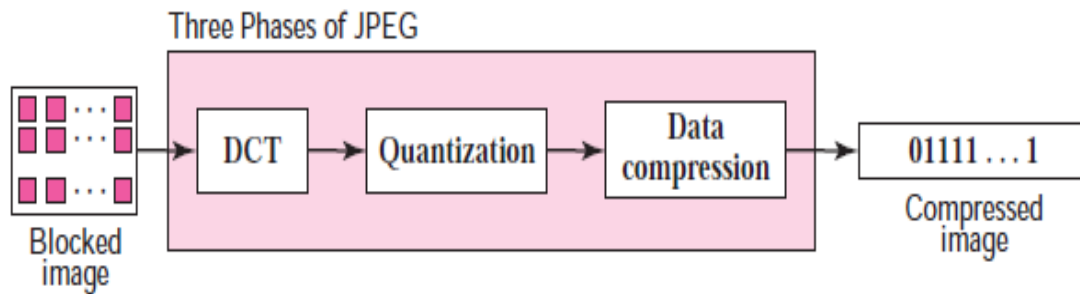 Three Phases of JPEG
· · ·
· · ·
· · ·
DCT
Quantization
Data
compression
01111 . . . 1
Blocked
image
Compressed
image